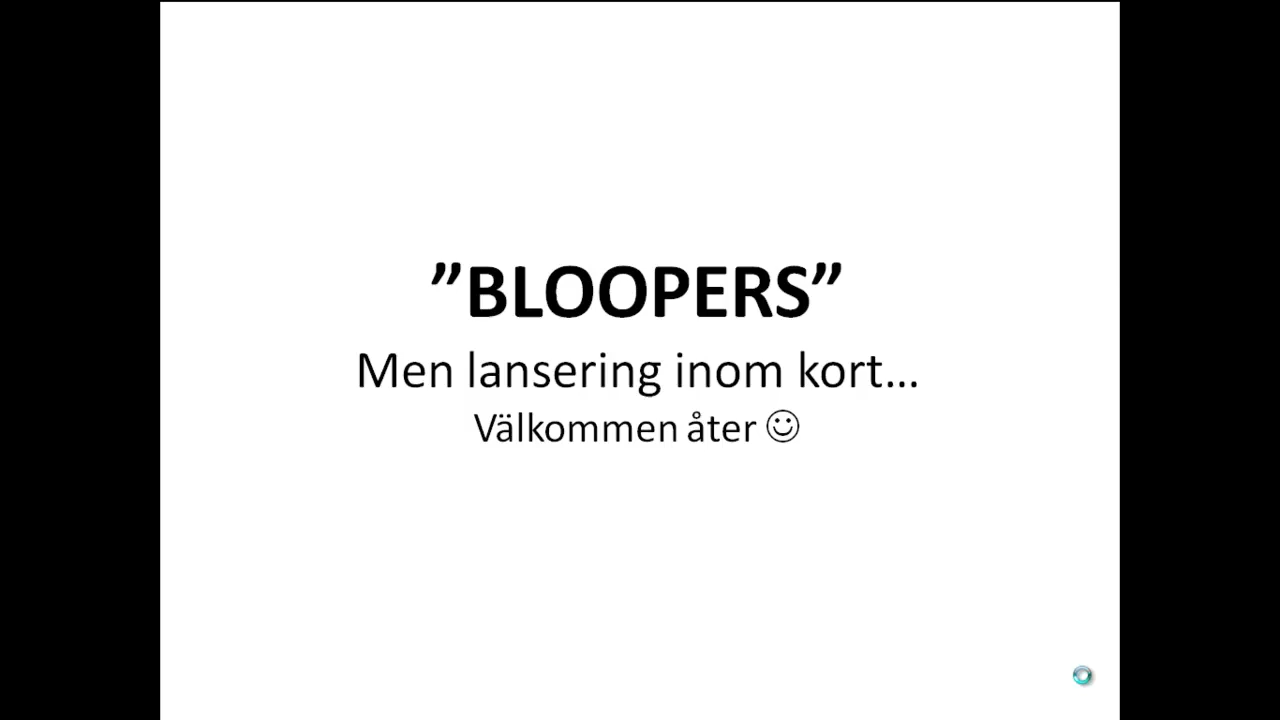 ”BLOOPERS”
Men lansering inom kort…
Välkommen åter ☺